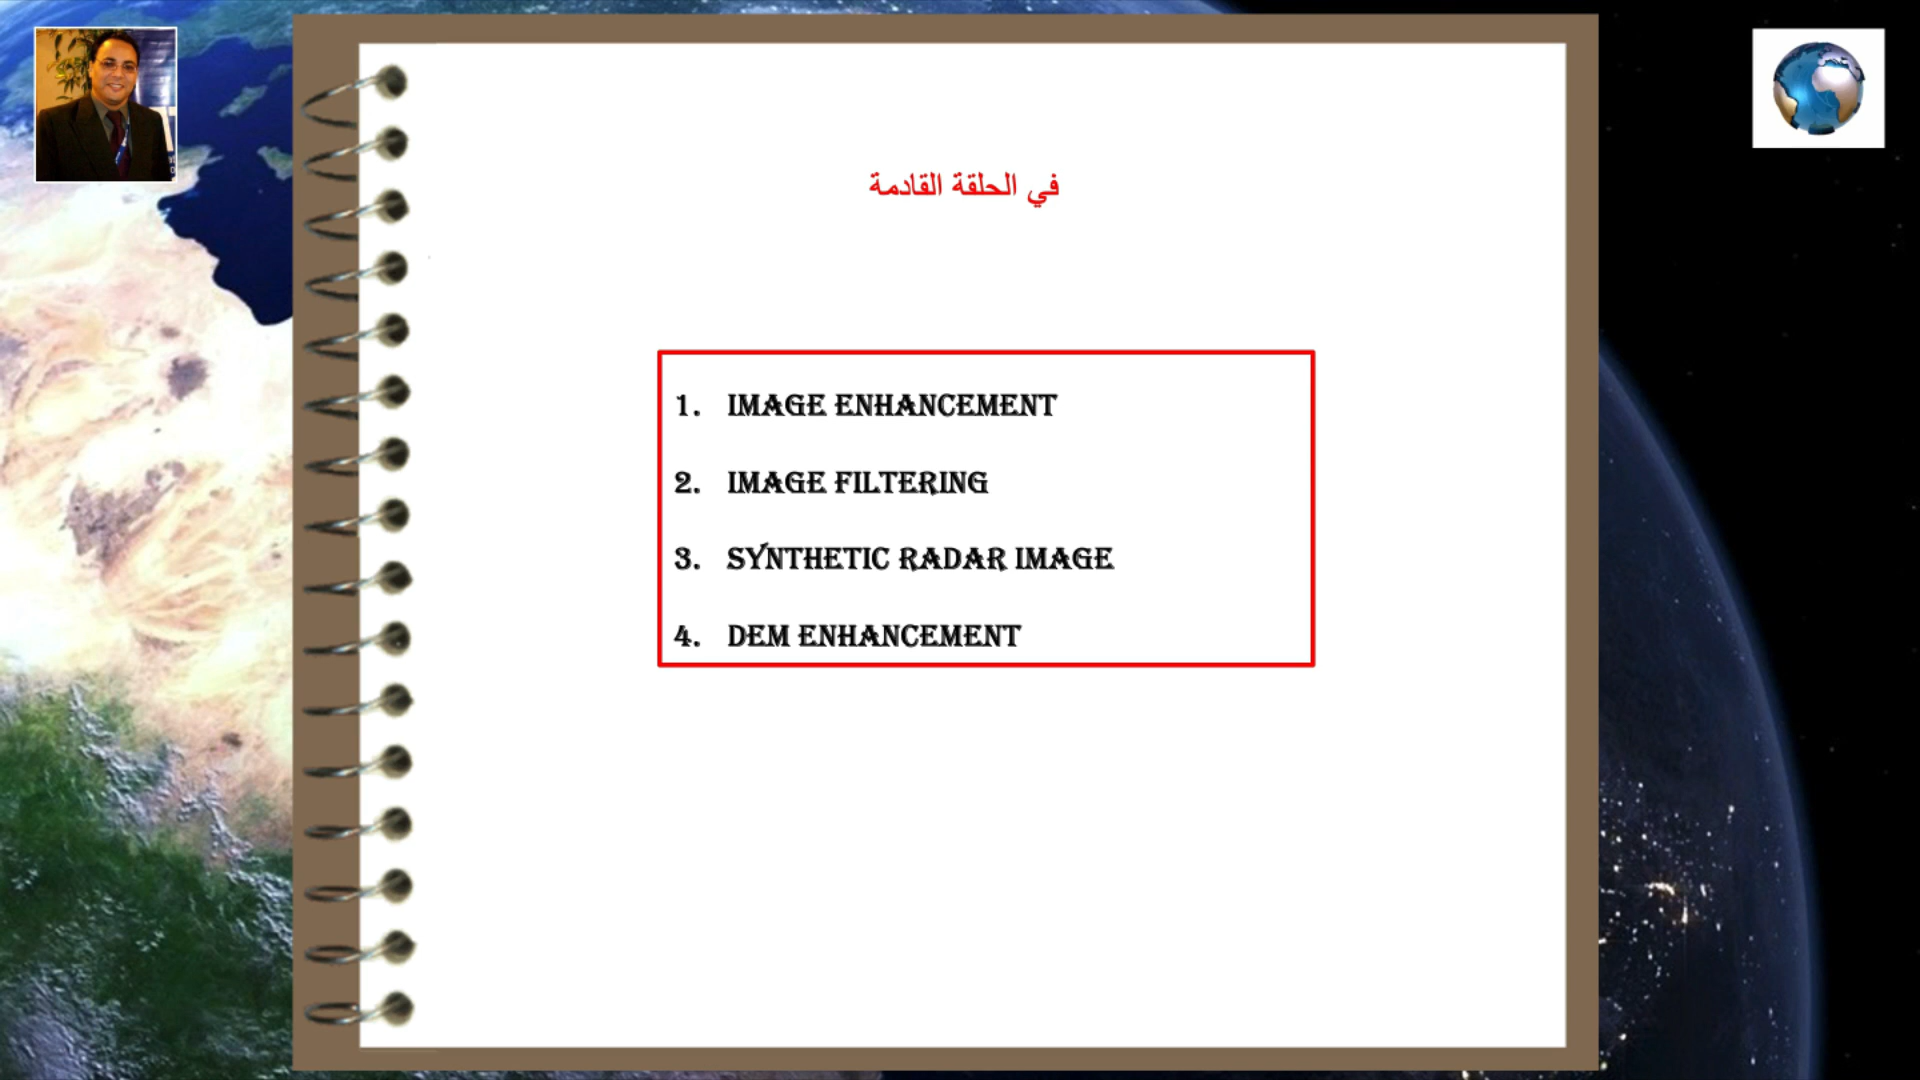 في الحلقة القادمة
1. IMAGE ENHANCEMENT
2. IMAGE FILTERING
3. SYNTHETIC RADAR IMAGE
4. DEM ENHANCEMENT